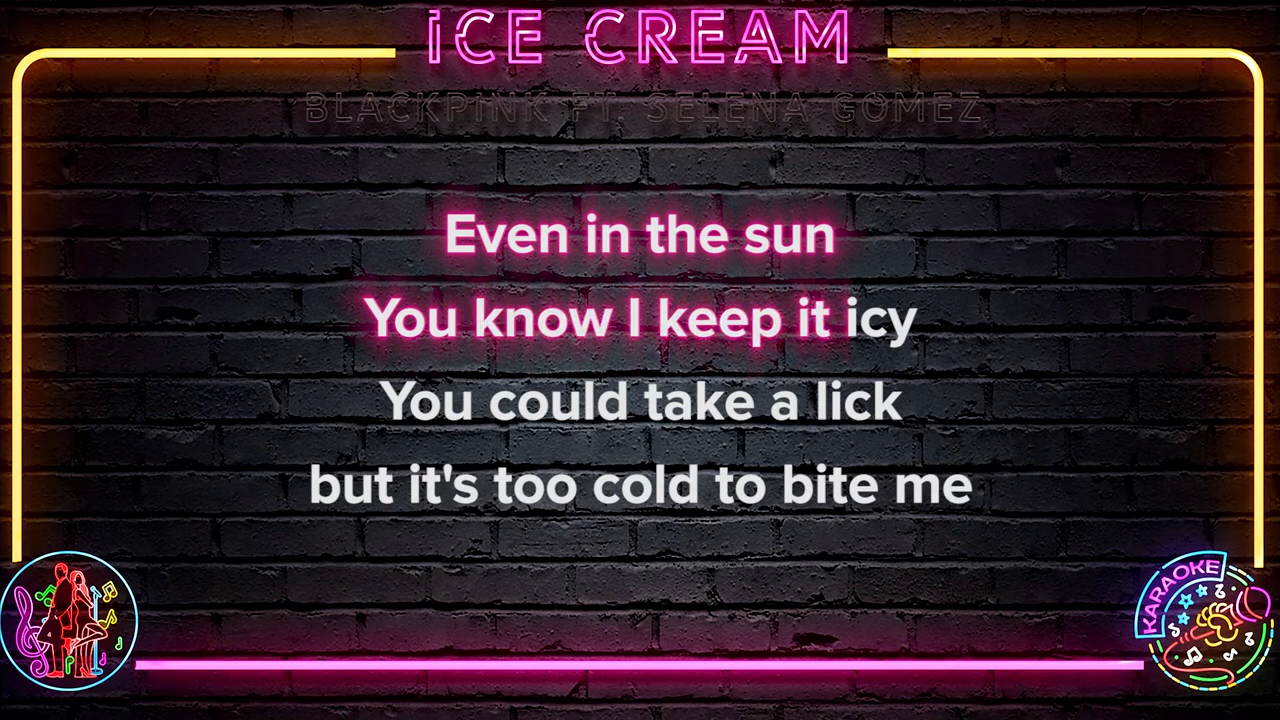 ICE CREAM
BLACKPINK FT. SELENA GOMEZ
Even in the sun
You know I keep it icy
You could take a lick
but it's too cold to bite me
KARAOKE